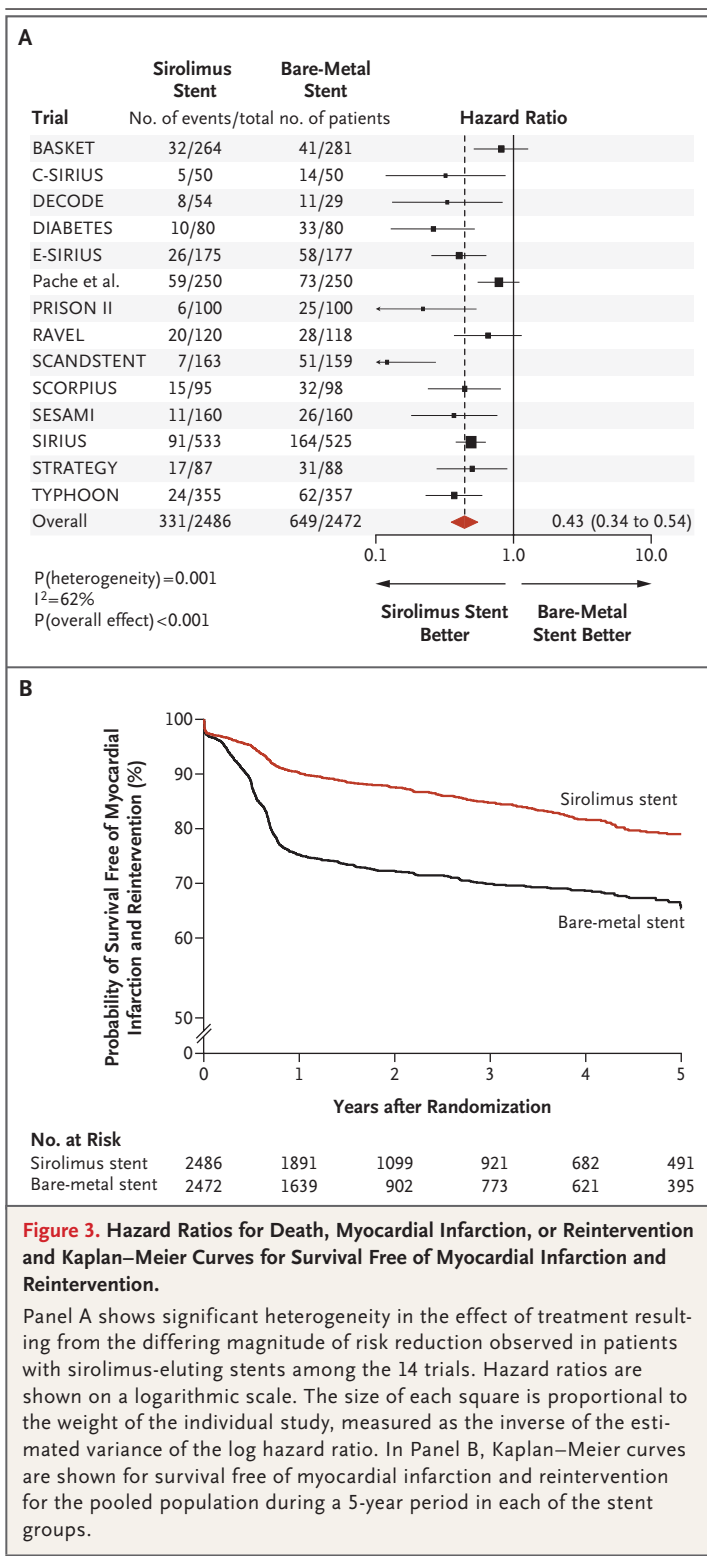 A
Sirolimus Bare-Metal
Stent Stent
Trial No. of events/total no. of patients Hazard Ratio
BASKET 32/264 41/281
C-SIRIUS 5/50 14/50
DECODE 8/54 11/29
DIABETES 10/80 33/80
E-SIRIUS 26/175 58/177
Pache et al. 59/250 73/250
PRISON II 6/100 25/100
RAVEL 20/120 28/118
SCANDSTENT 7/163 51/159
SCORPIUS 15/95 32/98
SESAMI 11/160 26/160
SIRIUS 91/533 164/525
STRATEGY 17/87 31/88
TYPHOON 24/355 62/357
Overall 331/2486 649/2472 0.43 (0.34 to 0.54)
0.1 1.0 10.0
P(heterogeneity)=0.001
I²=62%
P(overall effect)<0.001
Sirolimus Stent Bare-Metal
Better Stent Better
B
Probability of Survival Free of Myocardial
Infarction and Reintervention (%)
100
90
80
70
60
50
0
Sirolimus stent
Bare-metal stent
0 1 2 3 4 5
Years after Randomization
No. at Risk
Sirolimus stent 2486 1891 1099 921 682 491
Bare-metal stent 2472 1639 902 773 621 395
Figure 3. Hazard Ratios for Death, Myocardial Infarction, or Reintervention
and Kaplan–Meier Curves for Survival Free of Myocardial Infarction and
Reintervention.
Panel A shows significant heterogeneity in the effect of treatment result-
ing from the differing magnitude of risk reduction observed in patients
with sirolimus-eluting stents among the 14 trials. Hazard ratios are
shown on a logarithmic scale. The size of each square is proportional to
the weight of the individual study, measured as the inverse of the esti-
mated variance of the log hazard ratio. In Panel B, Kaplan–Meier curves
are shown for survival free of myocardial infarction and reintervention
for the pooled population during a 5-year period in each of the stent
groups.